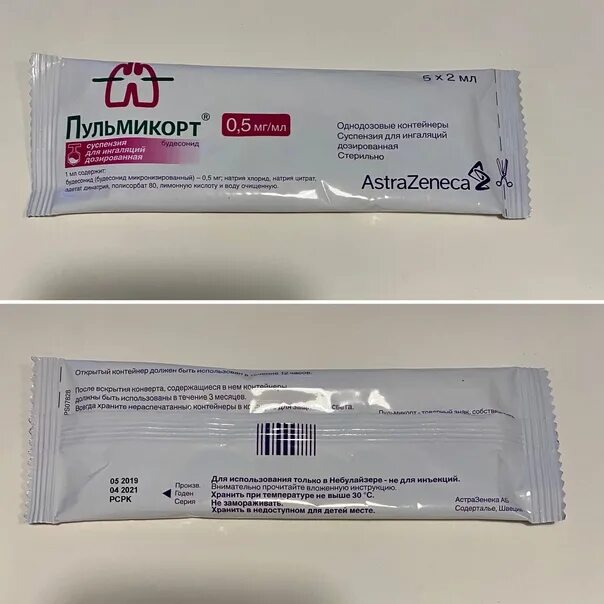 5 х 2 мл
Пульмикорт®
0,5 мг/мл
будесонид
суспензия
для ингаляций
дозированная
Однодозовые контейнеры
Суспензия для ингаляций
дозированная
Стерильно
1 мл содержит:
будесонид (будесонид микронизированный) – 0,5 мг; натрия хлорид, натрия цитрат,
эдетат динатрия, полисорбат 80, лимонную кислоту и воду очищенную.
AstraZeneca
Открытый контейнер должен быть использован в течение 12 часов.
После вскрытия конверта, содержащиеся в нем контейнеры
должны быть использованы в течение 3 месяцев.
Всегда храните нераспечатанные контейнеры в для света.
Пульмикорт - товарный знак,
PS07828
05 2019
04 2021
PCPK
Произв.
Годен
Серия
Для использования только в Небулайзере - не для инъекций.
Внимательно прочитайте вложенную инструкцию.
Хранить при температуре не выше 30 °C.
Не замораживать.
Хранить в недоступном для детей месте.
АстраЗенека АБ
Содерталье, Швеция